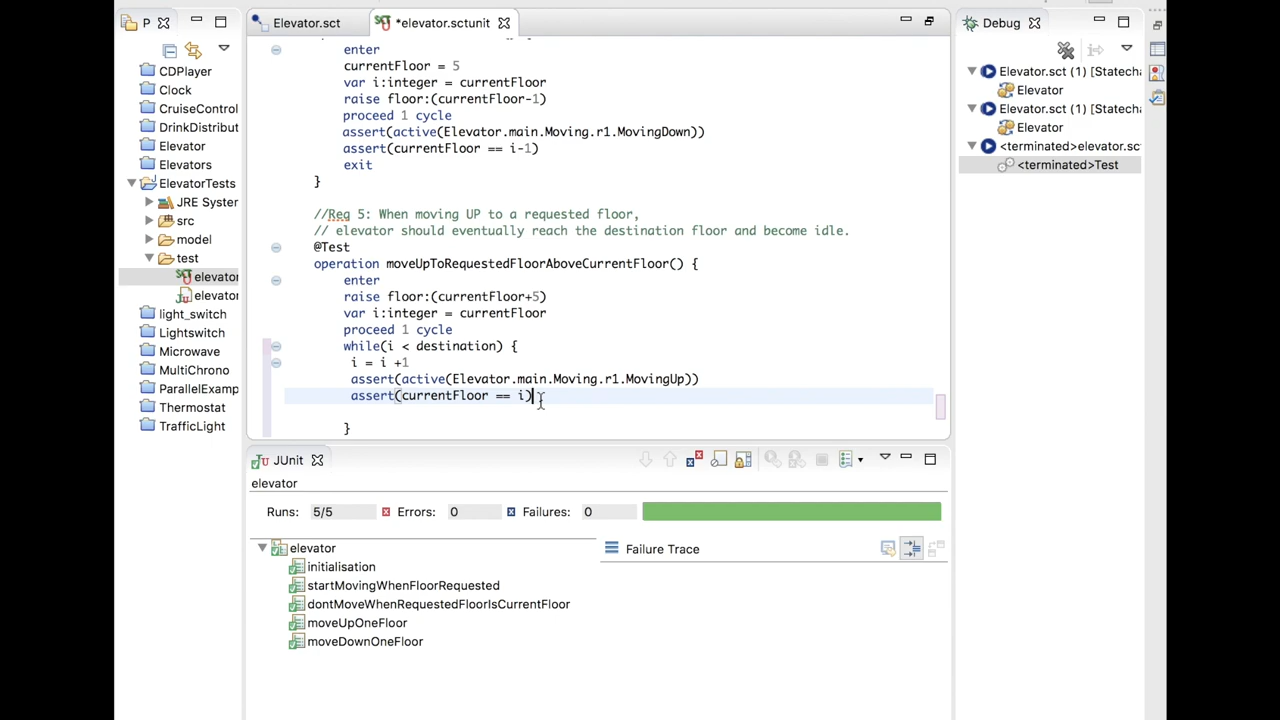 P
CDPlayer
Clock
CruiseControl
DrinkDistribut
Elevator
Elevators
ElevatorTests
JRE Syster
src
model
test
elevator
elevator
light_switch
Lightswitch
Microwave
MultiChrono
ParallelExamp
Thermostat
TrafficLight
Elevator.sct
*elevator.sctunit
enter
currentFloor = 5
var i:integer = currentFloor
raise floor:(currentFloor-1)
proceed 1 cycle
assert(active(Elevator.main.Moving.r1.MovingDown))
assert(currentFloor == i-1)
exit
}
//Req 5: When moving UP to a requested floor,
// elevator should eventually reach the destination floor and become idle.
@Test
operation moveUpToRequestedFloorAboveCurrentFloor() {
enter
raise floor:(currentFloor+5)
var i:integer = currentFloor
proceed 1 cycle
while(i < destination) {
i = i +1
assert(active(Elevator.main.Moving.r1.MovingUp))
assert(currentFloor == i)
}
JUnit
elevator
Runs: 5/5 Errors: 0 Failures: 0
elevator
initialisation
startMovingWhenFloorRequested
dontMoveWhenRequestedFloorIsCurrentFloor
moveUpOneFloor
moveDownOneFloor
Failure Trace
Debug
Elevator.sct (1) [Statecha
Elevator
Elevator.sct (1) [Statecha
Elevator
<terminated>elevator.sc
<terminated>Test